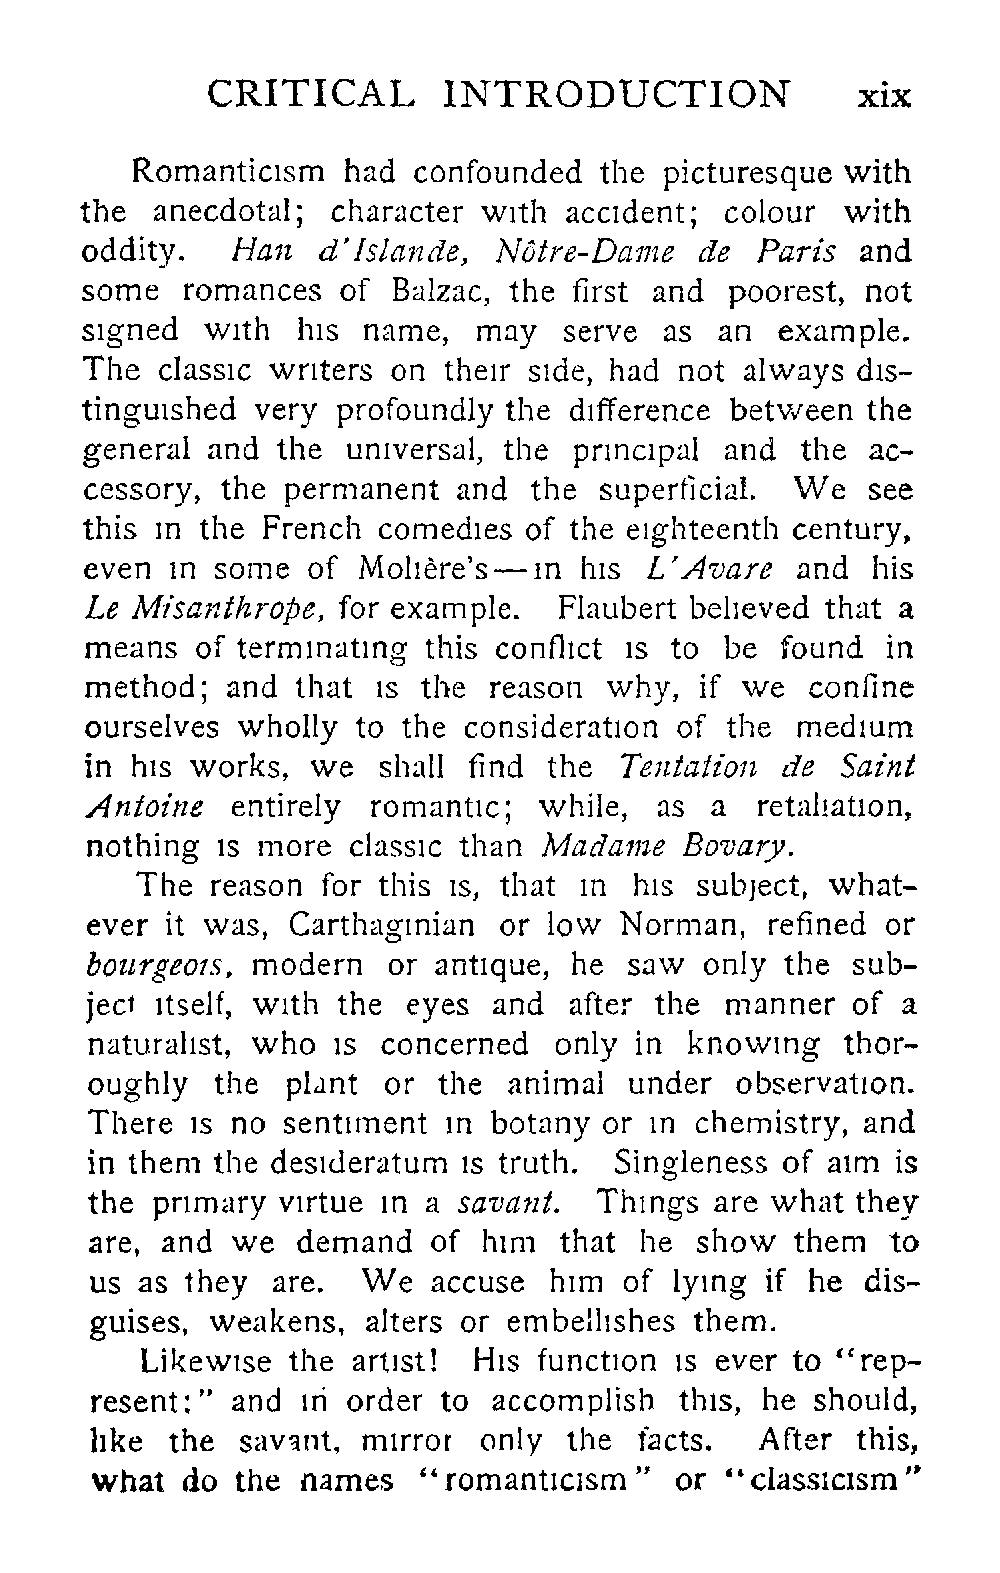 CRITICAL INTRODUCTION xix
Romanticism had confounded the picturesque with
the anecdotal; character with accident; colour with
oddity. Han d'Islande, Nôtre-Dame de Paris and
some romances of Balzac, the first and poorest, not
signed with his name, may serve as an example.
The classic writers on their side, had not always dis-
tinguished very profoundly the difference between the
general and the universal, the principal and the ac-
cessory, the permanent and the superficial. We see
this in the French comedies of the eighteenth century,
even in some of Molière's—in his L'Avare and his
Le Misanthrope, for example. Flaubert believed that a
means of terminating this conflict is to be found in
method; and that is the reason why, if we confine
ourselves wholly to the consideration of the medium
in his works, we shall find the Tentation de Saint
Antoine entirely romantic; while, as a retaliation,
nothing is more classic than Madame Bovary.
The reason for this is, that in his subject, what-
ever it was, Carthaginian or low Norman, refined or
bourgeois, modern or antique, he saw only the sub-
ject itself, with the eyes and after the manner of a
naturalist, who is concerned only in knowing thor-
oughly the plant or the animal under observation.
There is no sentiment in botany or in chemistry, and
in them the desideratum is truth. Singleness of aim is
the primary virtue in a savant. Things are what they
are, and we demand of him that he show them to
us as they are. We accuse him of lying if he dis-
guises, weakens, alters or embellishes them.
Likewise the artist! His function is ever to "rep-
resent:" and in order to accomplish this, he should,
like the savant, mirror only the facts. After this,
what do the names "romanticism" or "classicism"